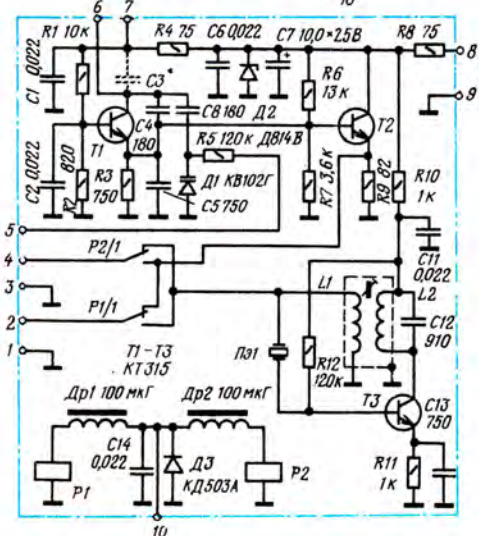 10
6 7
R1 10к
R4 75
C6 0,022
C7 10,0×25В
R8 75
8
C1 0,022
C3*
R6 13к
9
C4 180
C8 180
Д2
T2
T1
R5 120к
Д814В
C2 0,022
R2 820
R3 750
Д1 КВ102Г
C5 750
R7 3,6к
R9 82
R10 1к
5
C11 0,022
P2/1
4
L1
L2
3
P1/1
C12 910
2
Пэ1
R12 120к
1
T1-T3 КТ315
T3
C13 750
Др1 100 мкГ
Др2 100 мкГ
C14 0,022
Д3 КД503А
R11 1к
P1
P2
10